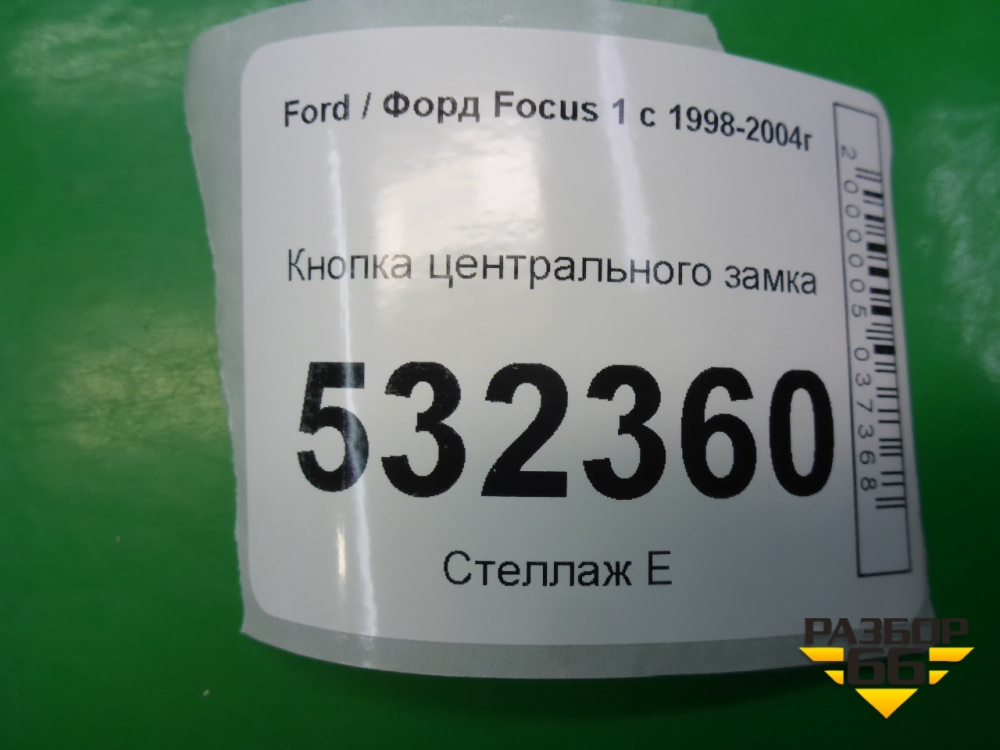 Ford / Форд Focus 1 с 1998-2004г
Кнопка центрального замка
532360
Стеллаж Е
2000005037368
РАЗБОР
66